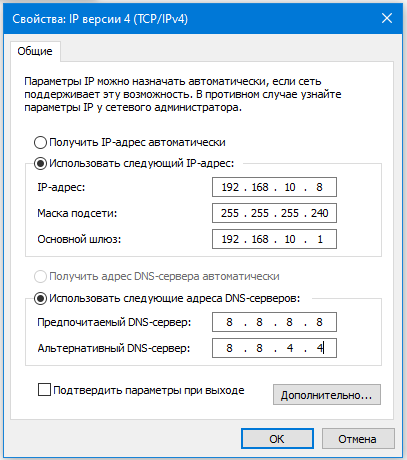 Свойства: IP версии 4 (TCP/IPv4)
Общие
Параметры IP можно назначать автоматически, если сеть
поддерживает эту возможность. В противном случае узнайте
параметры IP у сетевого администратора.
Получить IP-адрес автоматически
Использовать следующий IP-адрес:
IP-адрес: 192 . 168 . 10 . 8
Маска подсети: 255 . 255 . 255 . 240
Основной шлюз: 192 . 168 . 10 . 1
Получить адрес DNS-сервера автоматически
Использовать следующие адреса DNS-серверов:
Предпочитаемый DNS-сервер: 8 . 8 . 8 . 8
Альтернативный DNS-сервер: 8 . 8 . 4 . 4
Подтвердить параметры при выходе
Дополнительно...
ОК Отмена